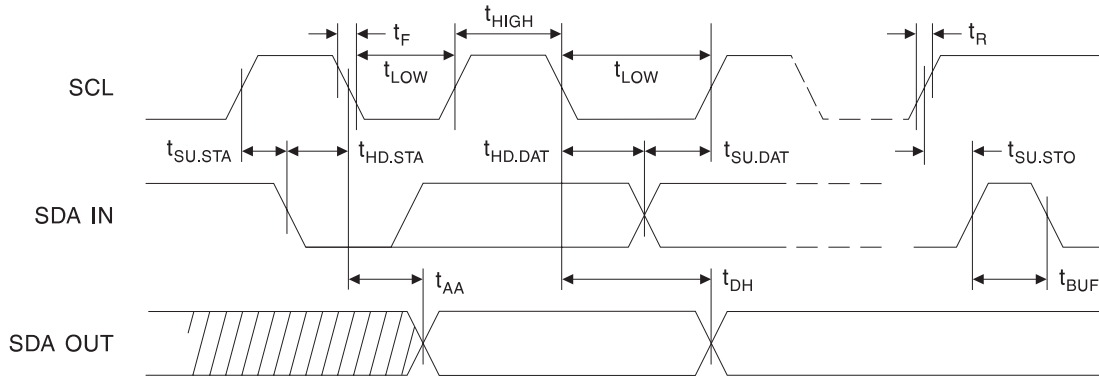 tHIGH
tF
tR
tLOW
tLOW
SCL
tSU.STA
tHD.STA
tHD.DAT
tSU.DAT
tSU.STO
SDA IN
tAA
tDH
tBUF
SDA OUT